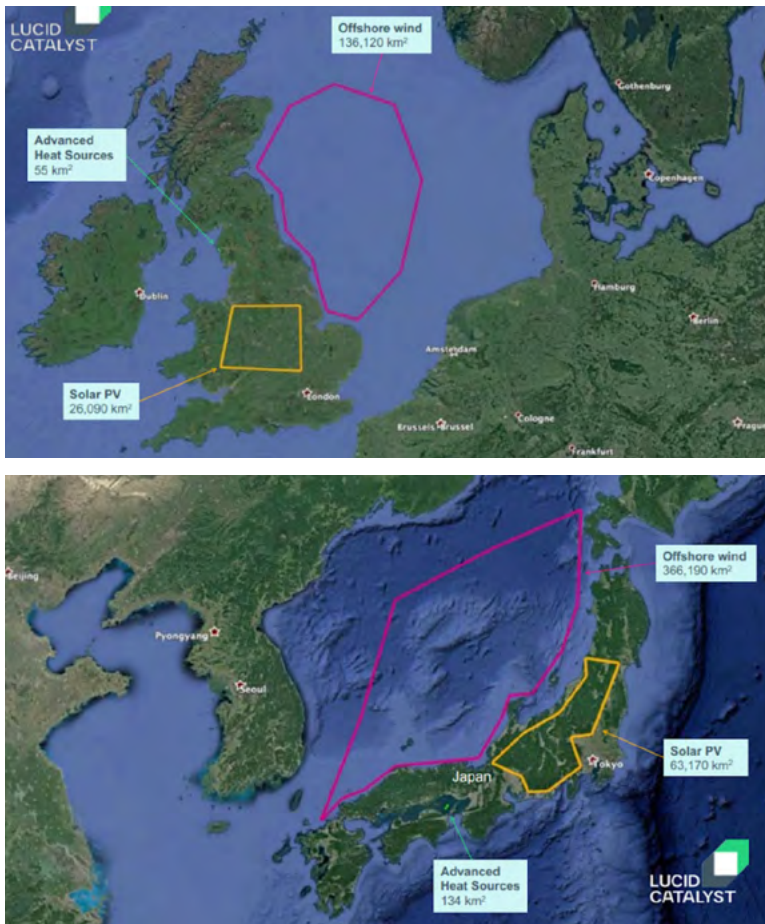 LUCID
CATALYST
Offshore wind
136,120 km²
Gothenburg
Advanced
Heat Sources
55 km²
Copenhagen
Dublin
Hamburg
Berlin
Amsterdam
Solar PV
26,090 km²
London
Brussels Brussel
Cologne
Prague
Frankfurt
Offshore wind
366,190 km²
Beijing
Pyongyang
Seoul
Solar PV
63,170 km²
Tokyo
Japan
Advanced
Heat Sources
134 km²
LUCID
CATALYST